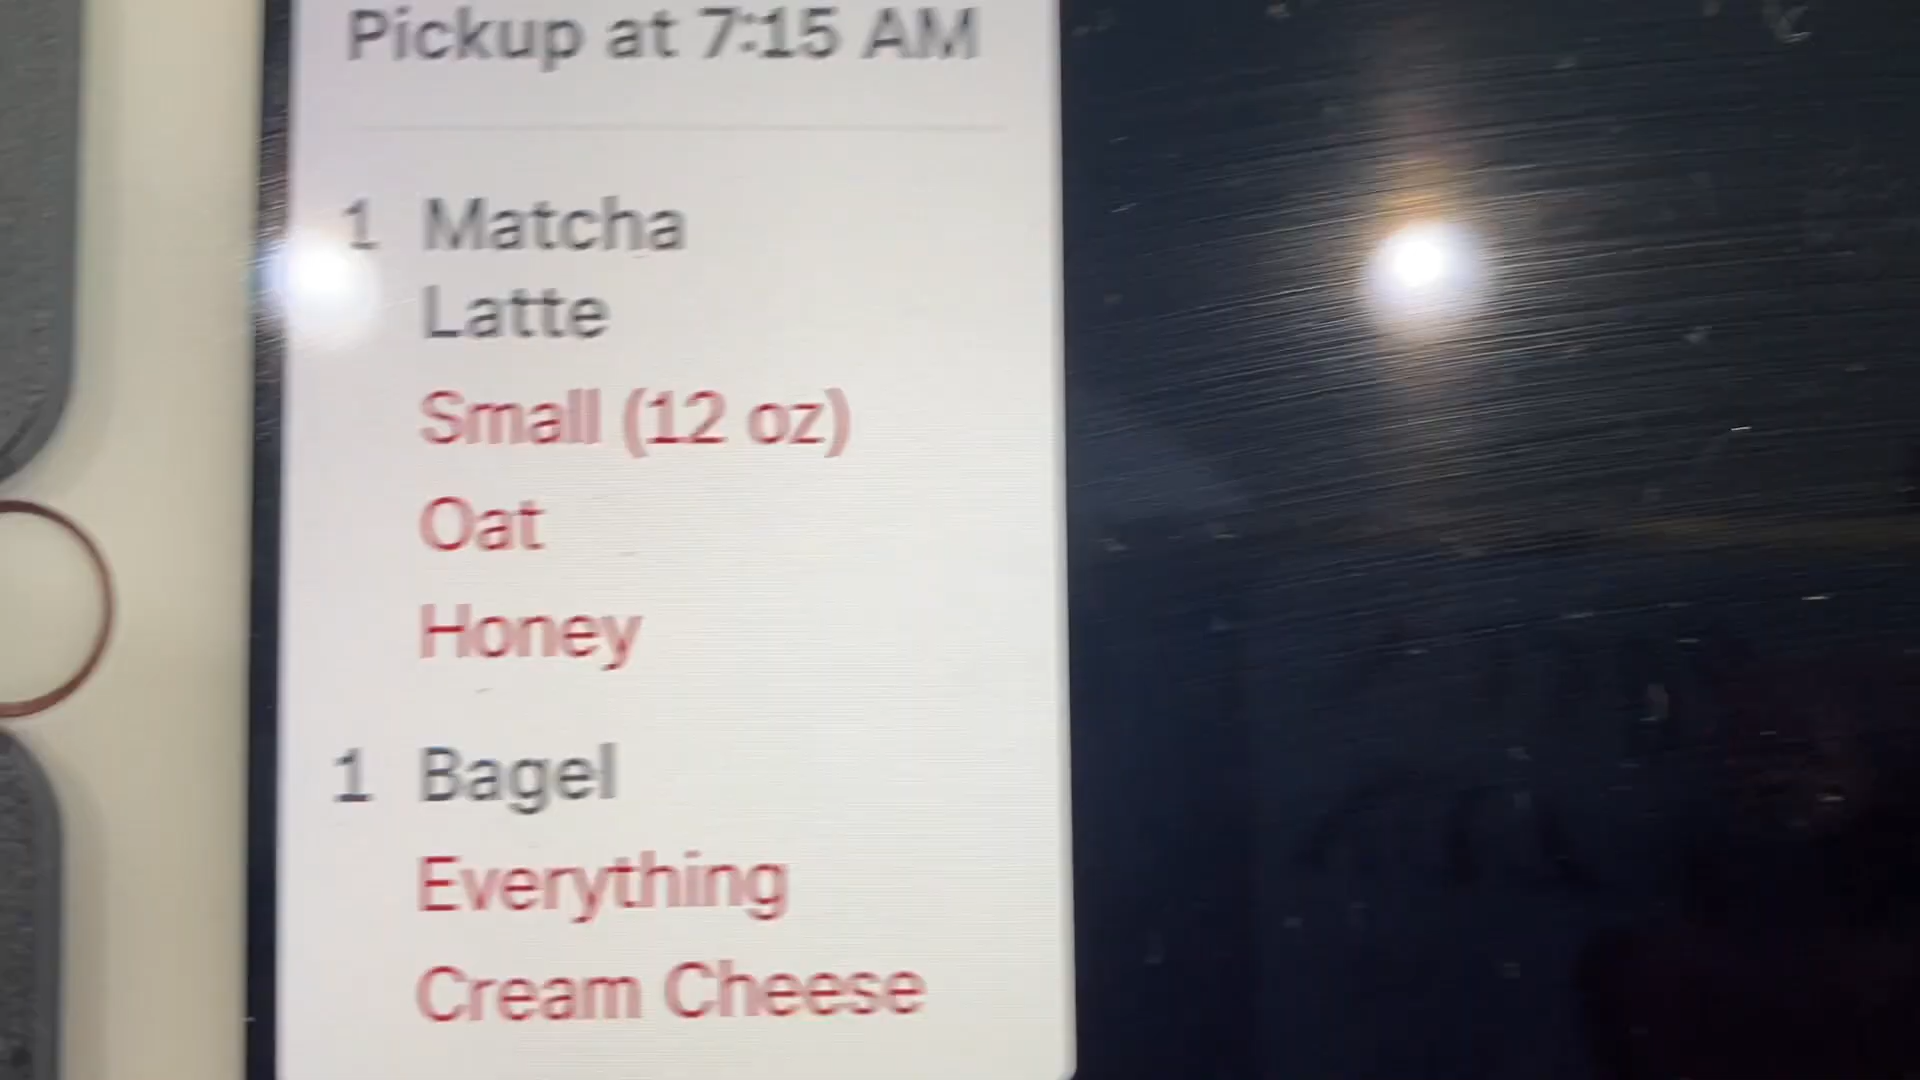 Pickup at 7:15 AM
1 Matcha
Latte
Small (12 oz)
Oat
Honey
1 Bagel
Everything
Cream Cheese